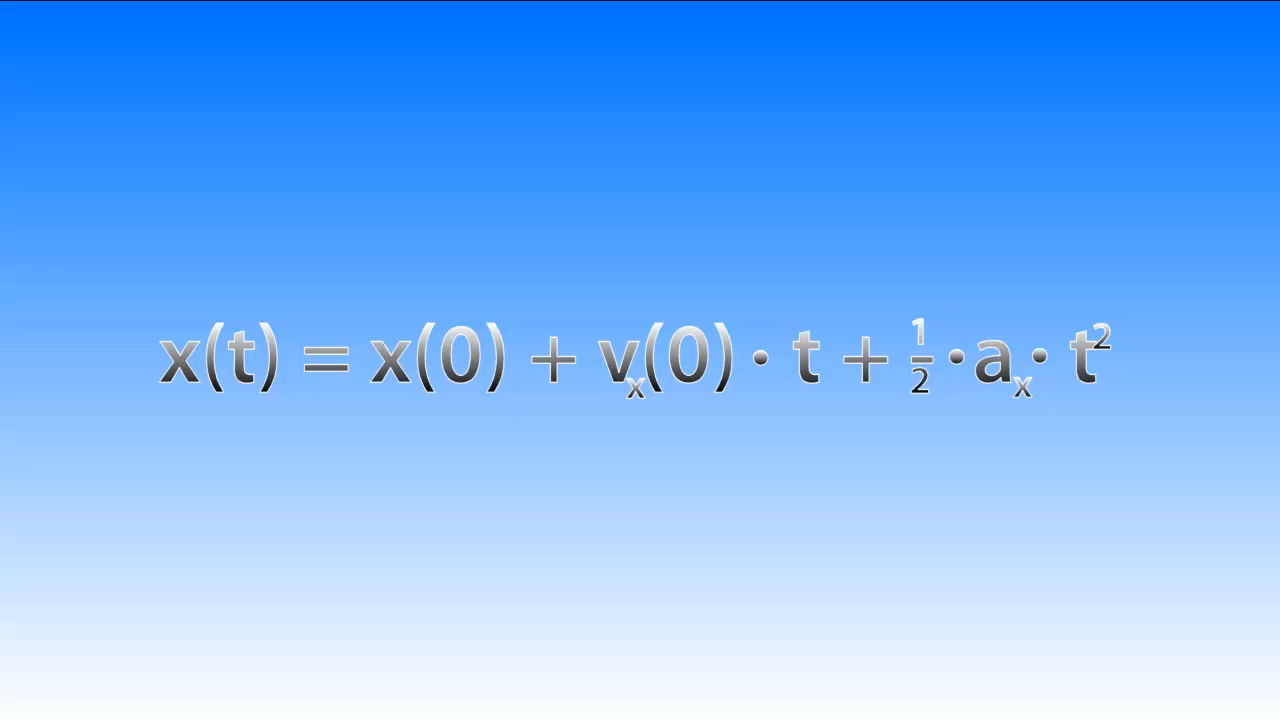 x(t) = x(0) + vₓ(0) · t + ½ · aₓ · t²